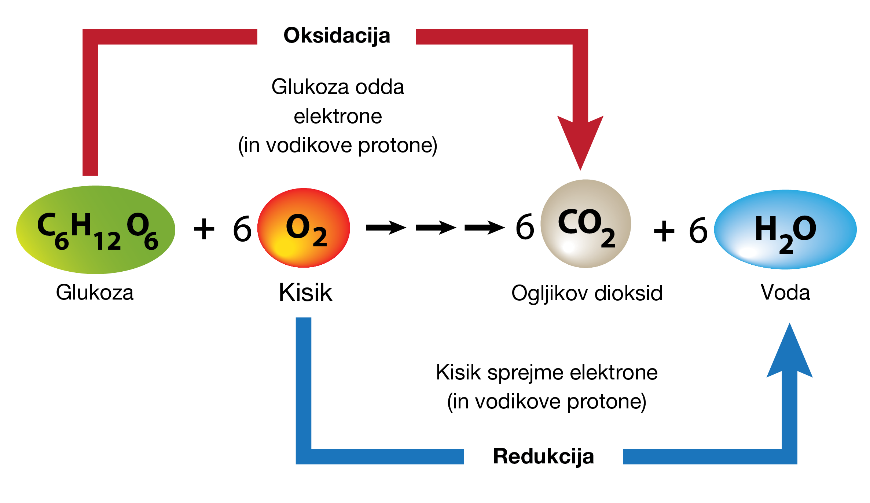 Oksidacija
Glukoza odda
elektrone
(in vodikove protone)
C₆H₁₂O₆ + 6 O₂ 6 CO₂ + 6 H₂O
Glukoza Kisik Ogljikov dioksid Voda
Kisik sprejme elektrone
(in vodikove protone)
Redukcija